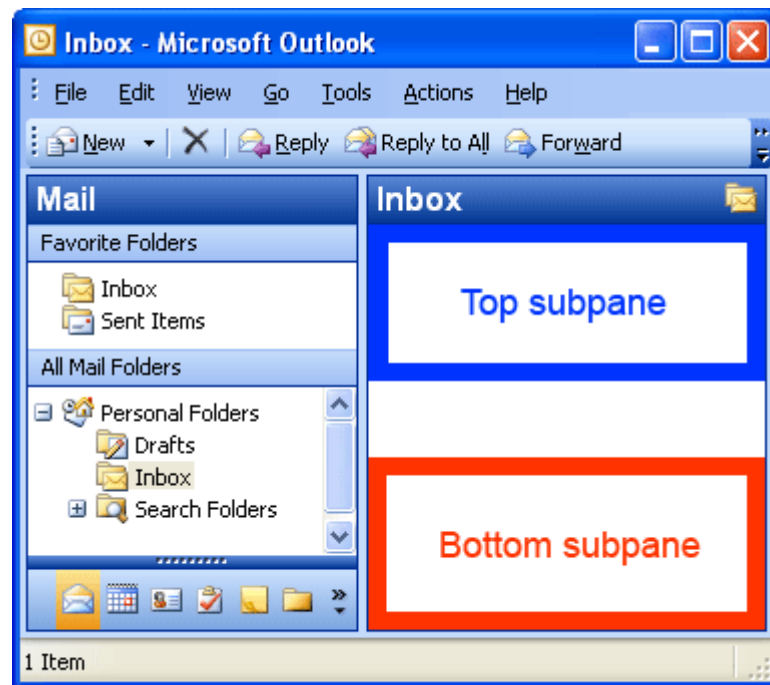 Inbox - Microsoft Outlook
File Edit View Go Tools Actions Help
New Reply Reply to All Forward
Mail
Inbox
Favorite Folders
Inbox
Sent Items
All Mail Folders
Personal Folders
Drafts
Inbox
Search Folders
Top subpane
Bottom subpane
1 Item